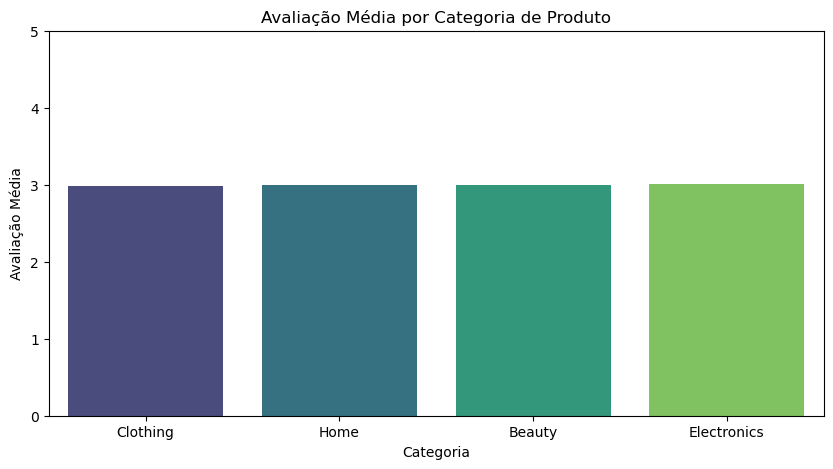 Avaliação Média por Categoria de Produto
5
4
3
2
1
0
Avaliação Média
Clothing
Home
Beauty
Electronics
Categoria